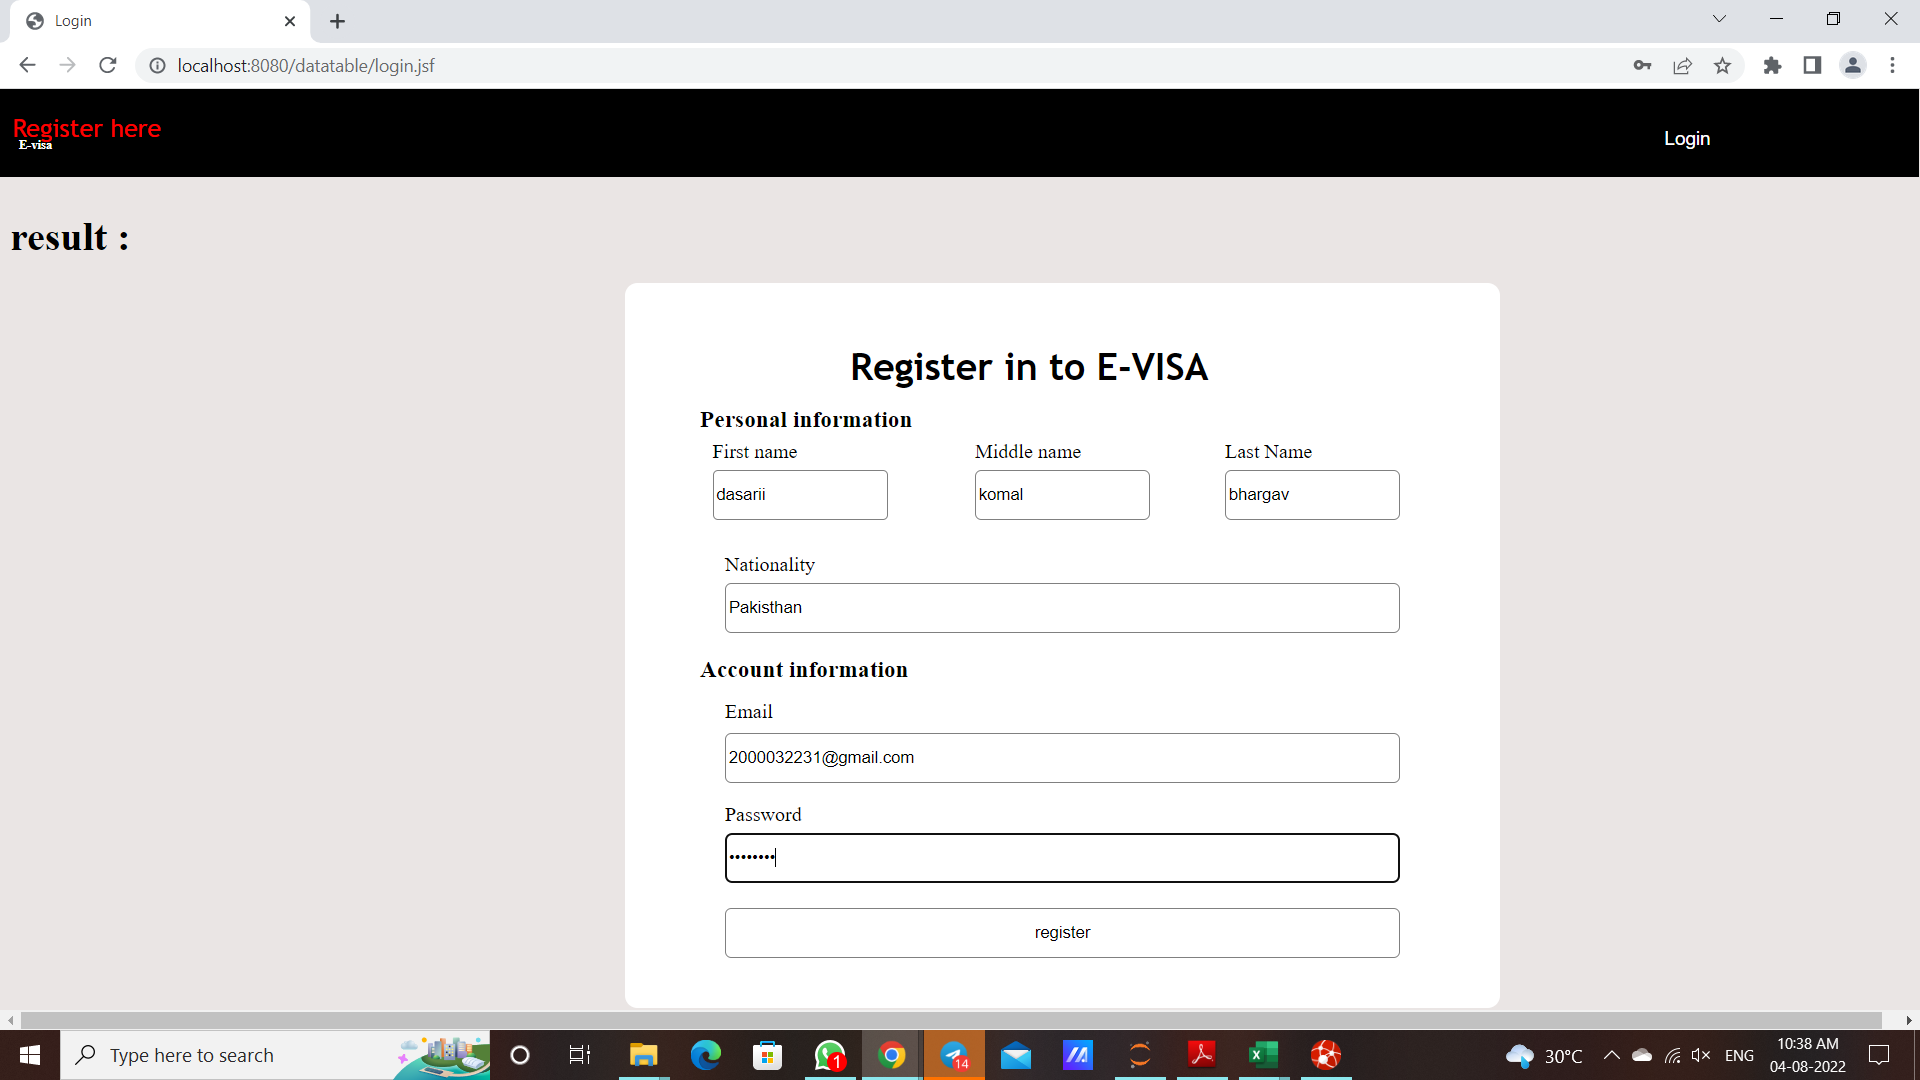 Login
localhost:8080/datatable/login.jsf
Register here
E-visa
Login
result :
Register in to E-VISA
Personal information
First name Middle name Last Name
dasarii komal bhargav
Nationality
Pakisthan
Account information
Email
2000032231@gmail.com
Password
••••••••
register
Type here to search
1
14
30°C
ENG
10:38 AM
04-08-2022